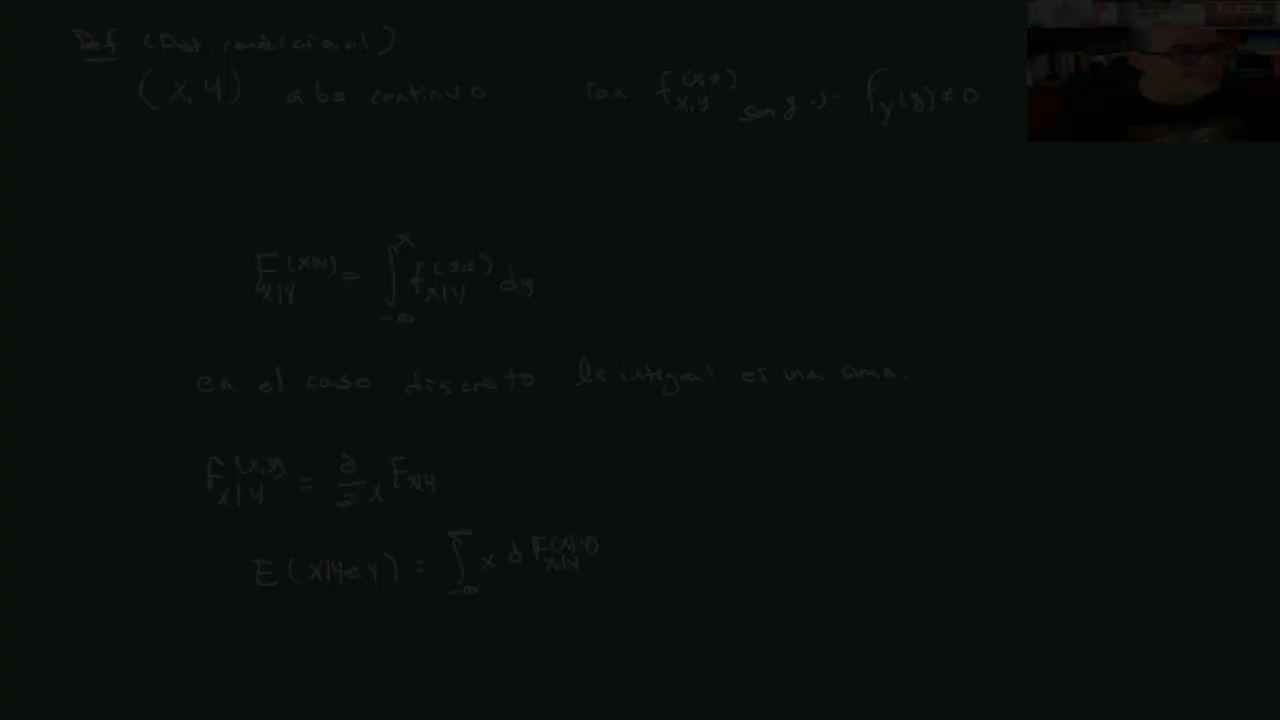 Def (Dist. condicional)
(X, Y) abs continuo con f_{X,Y}(x,y) sea y f_Y(y) ≠ 0
F_{X|Y}(x|y) = ∫_{-∞}^{x} f_{X|Y} dy
en el caso discreto la integral es una suma.
F_{X|Y}(x,y) = ∂/∂x F_{X|Y}
E(X|Y=y) = ∫_{-∞}^{∞} x d F_{X|Y}(x|y)